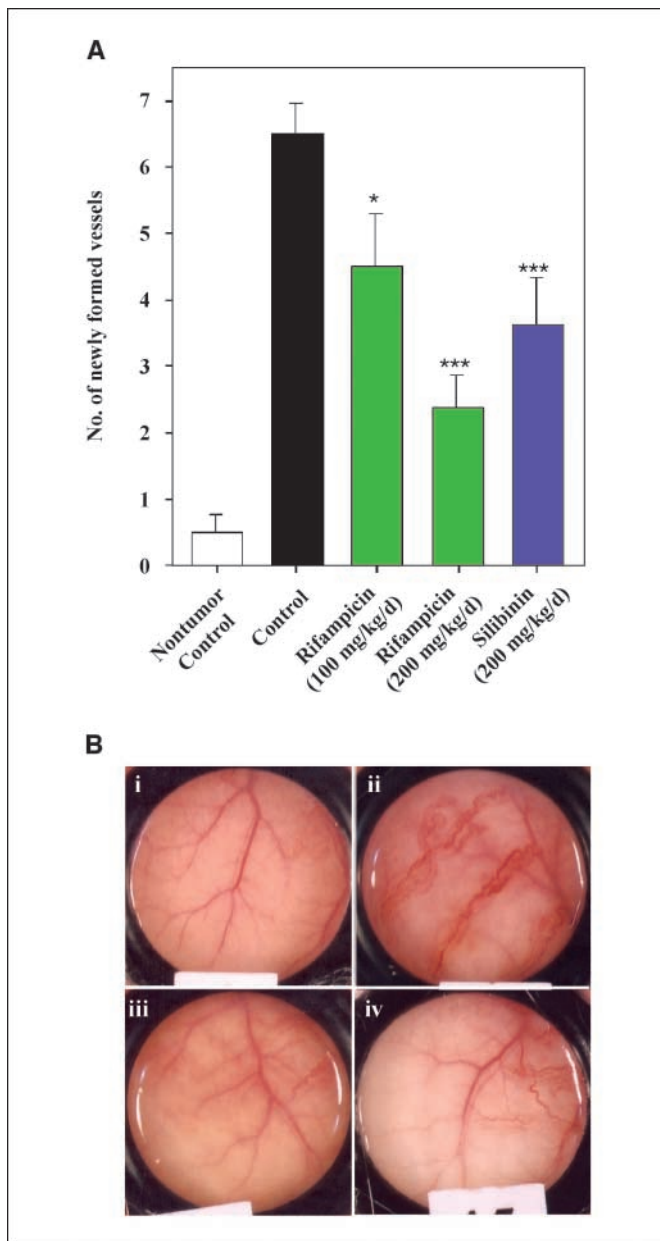 A
No. of newly formed vessels
7
6
5
4
3
2
1
0
*
***
***
Nontumor
Control
Control
Rifampicin
(100 mg/kg/d)
Rifampicin
(200 mg/kg/d)
Silibinin
(200 mg/kg/d)
B
i
ii
iii
iv